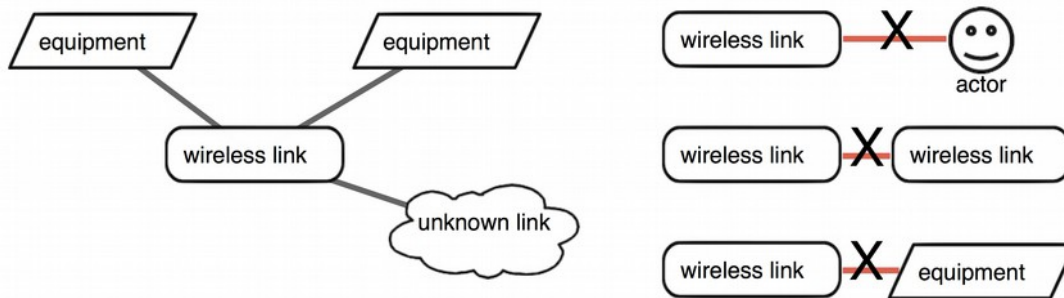 equipment
equipment
wireless link
unknown link
wireless link
X
actor
wireless link
X
wireless link
wireless link
X
equipment